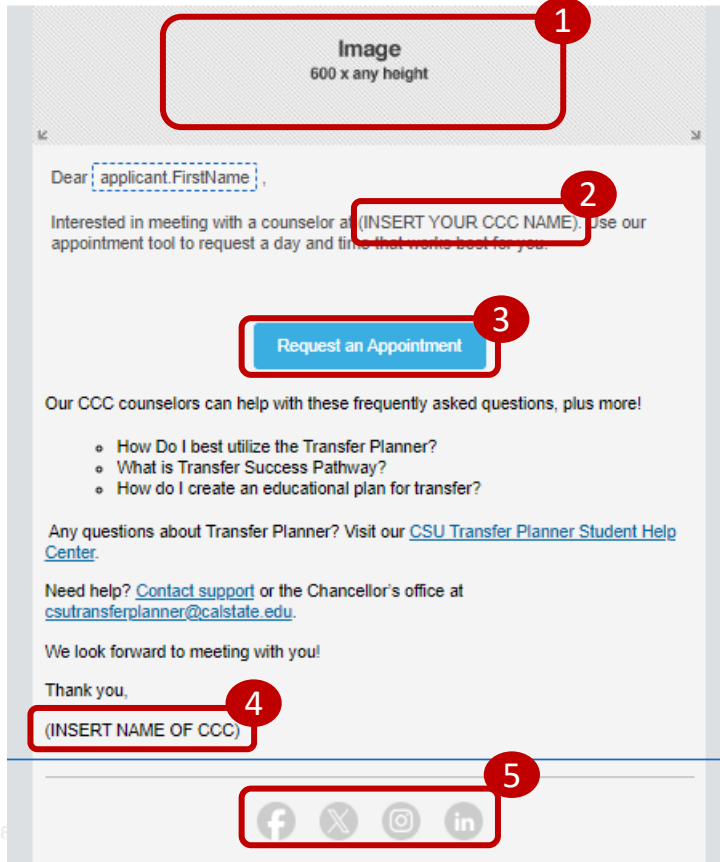 1
Image
600 x any height
Dear applicant.FirstName ,
2
Interested in meeting with a counselor at (INSERT YOUR CCC NAME). Use our
appointment tool to request a day and time that works best for you.
3
Request an Appointment
Our CCC counselors can help with these frequently asked questions, plus more!
How Do I best utilize the Transfer Planner?
What is Transfer Success Pathway?
How do I create an educational plan for transfer?
Any questions about Transfer Planner? Visit our CSU Transfer Planner Student Help
Center.
Need help? Contact support or the Chancellor's office at
csutransferplanner@calstate.edu.
We look forward to meeting with you!
Thank you,
4
(INSERT NAME OF CCC)
5